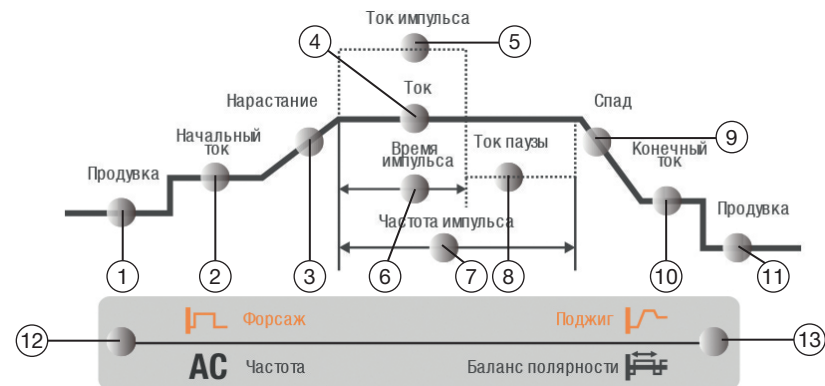 Ток импульса
4
5
Ток
Нарастание
Спад
9
Начальный
ток
Время
импульса
Ток паузы
Конечный
ток
Продувка
Частота импульса
Продувка
1
2
3
6
7
8
10
11
12
Форсаж
Поджиг
13
AC
Частота
Баланс полярности